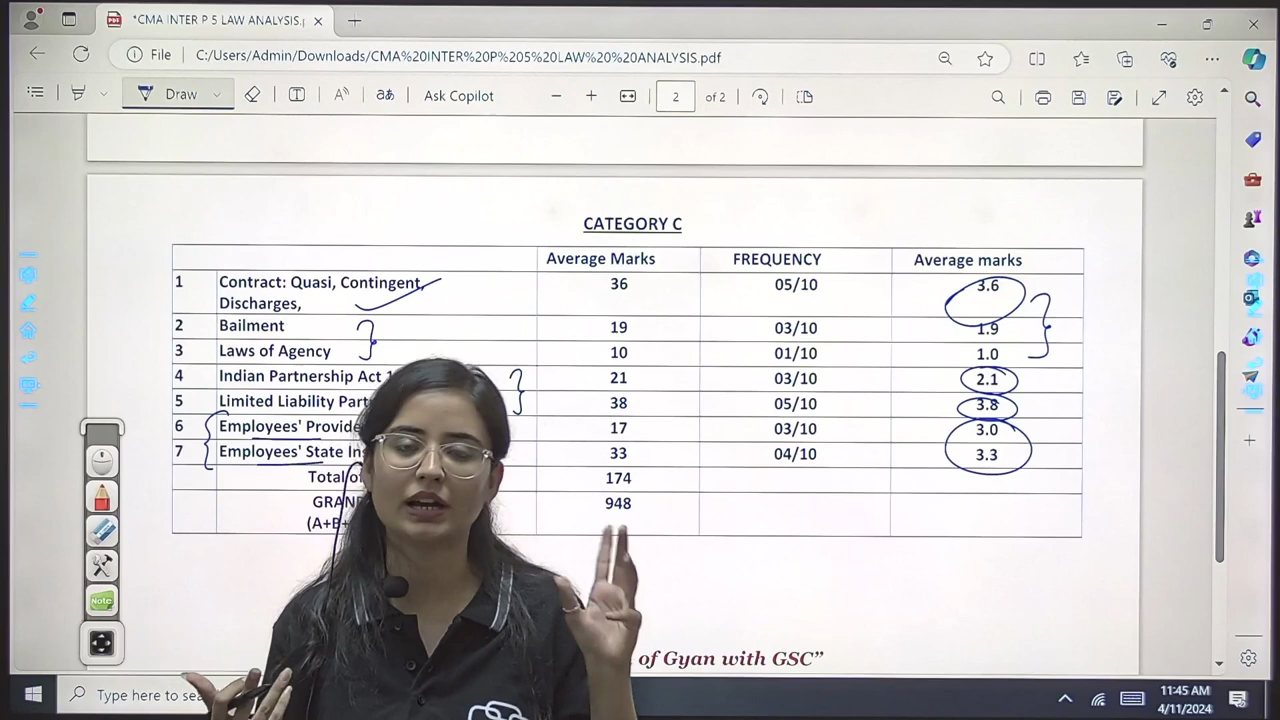 *CMA INTER P 5 LAW ANALYSIS.
File C:/Users/Admin/Downloads/CMA%20INTER%20P%205%20LAW%20%20ANALYSIS.pdf
Draw Ask Copilot 2 of 2
CATEGORY C
Average Marks FREQUENCY Average marks
1 Contract: Quasi, Contingent, 36 05/10 3.6
Discharges,
2 Bailment 19 03/10 1.9
3 Laws of Agency 10 01/10 1.0
4 Indian Partnership Act 21 03/10 2.1
5 Limited Liability 38 05/10 3.8
6 Employees' 17 03/10 3.0
7 Employees' State 33 04/10 3.3
Total 174
948
(A+B+
of Gyan with GSC”
Note
Type here to
11:45 AM
4/11/2024